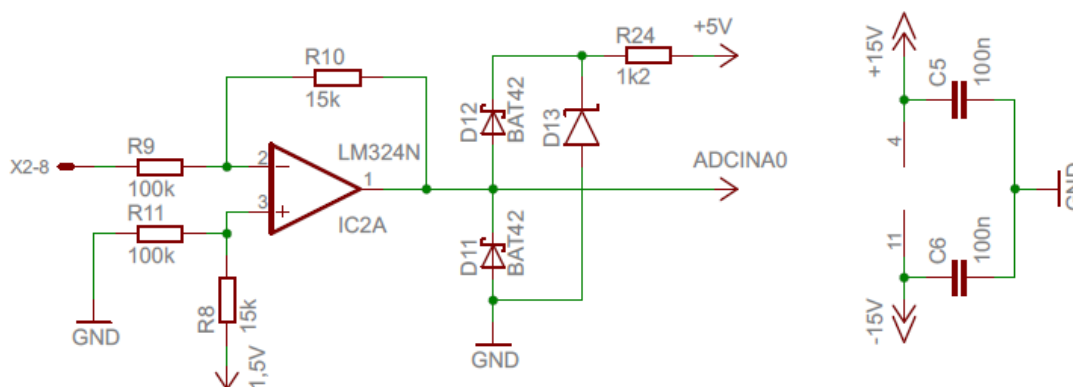 R10
15k
R24
1k2
+5V
+15V
C5
100n
D12
BAT42
D13
X2-8
R9
100k
2
LM324N
1
ADCINA0
4
3
IC2A
R11
100k
D11
BAT42
GND
11
C6
100n
R8
15k
GND
GND
-15V
1,5V